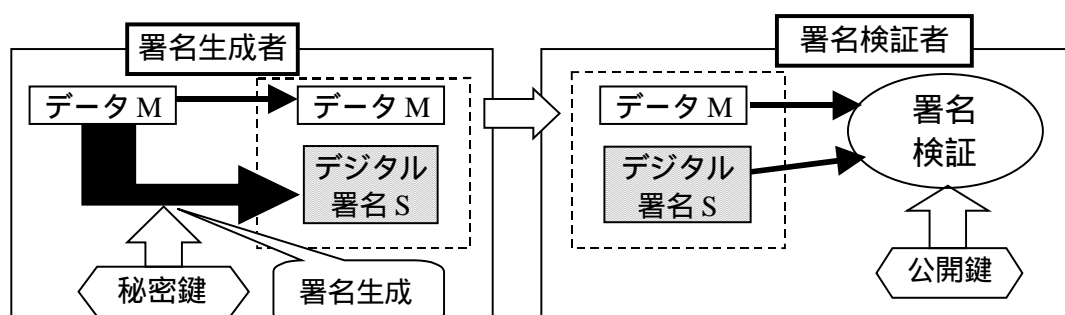 署名生成者
データ M
データ M
デジタル
署名 S
秘密鍵
署名生成
署名検証者
データ M
デジタル
署名 S
署名
検証
公開鍵